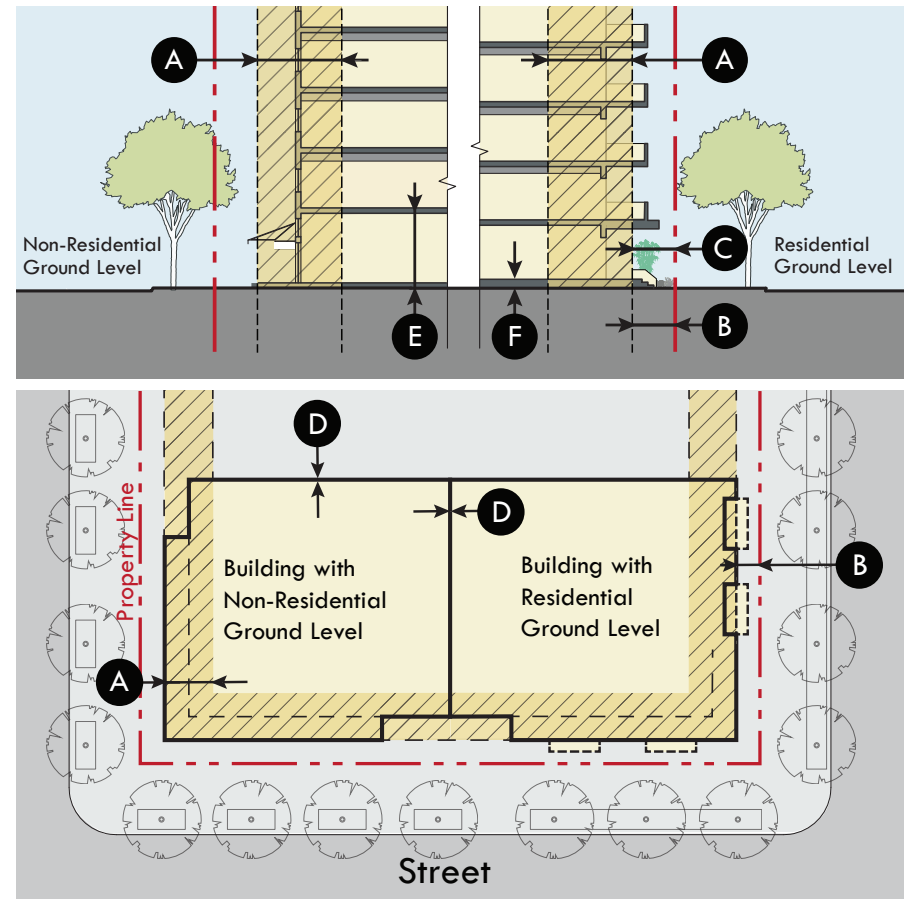 A
A
Non-Residential
Ground Level
C
Residential
Ground Level
E
F
B
D
Property Line
D
Building with
Non-Residential
Ground Level
Building with
Residential
Ground Level
B
A
Street